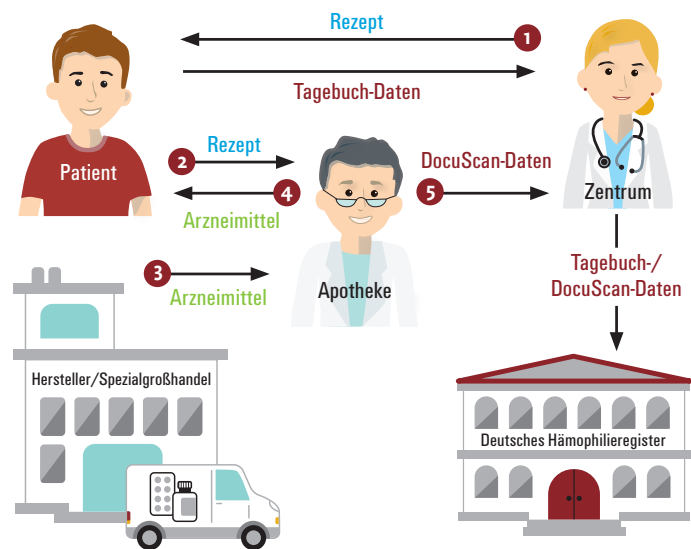 Rezept
1
Tagebuch-Daten
Patient
2
Rezept
4
Arzneimittel
DocuScan-Daten
5
Zentrum
3
Arzneimittel
Apotheke
Tagebuch-/
DocuScan-Daten
Hersteller/Spezialgroßhandel
Deutsches Hämophilieregister